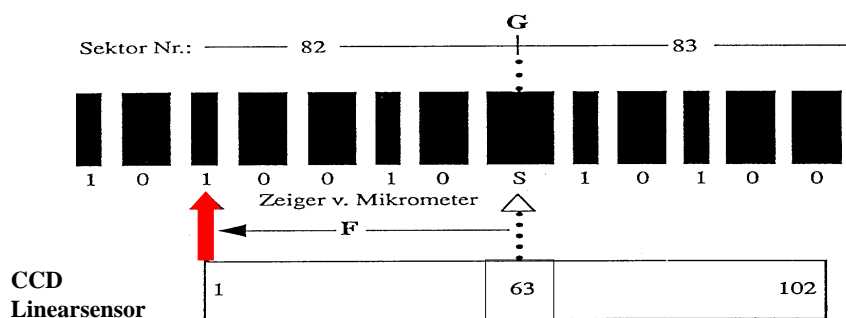 G
Sektor Nr.: 82 83
1 0 1 0 0 1 0 S 1 0 1 0 0
Zeiger v. Mikrometer
F
CCD 1 63 102
Linearsensor